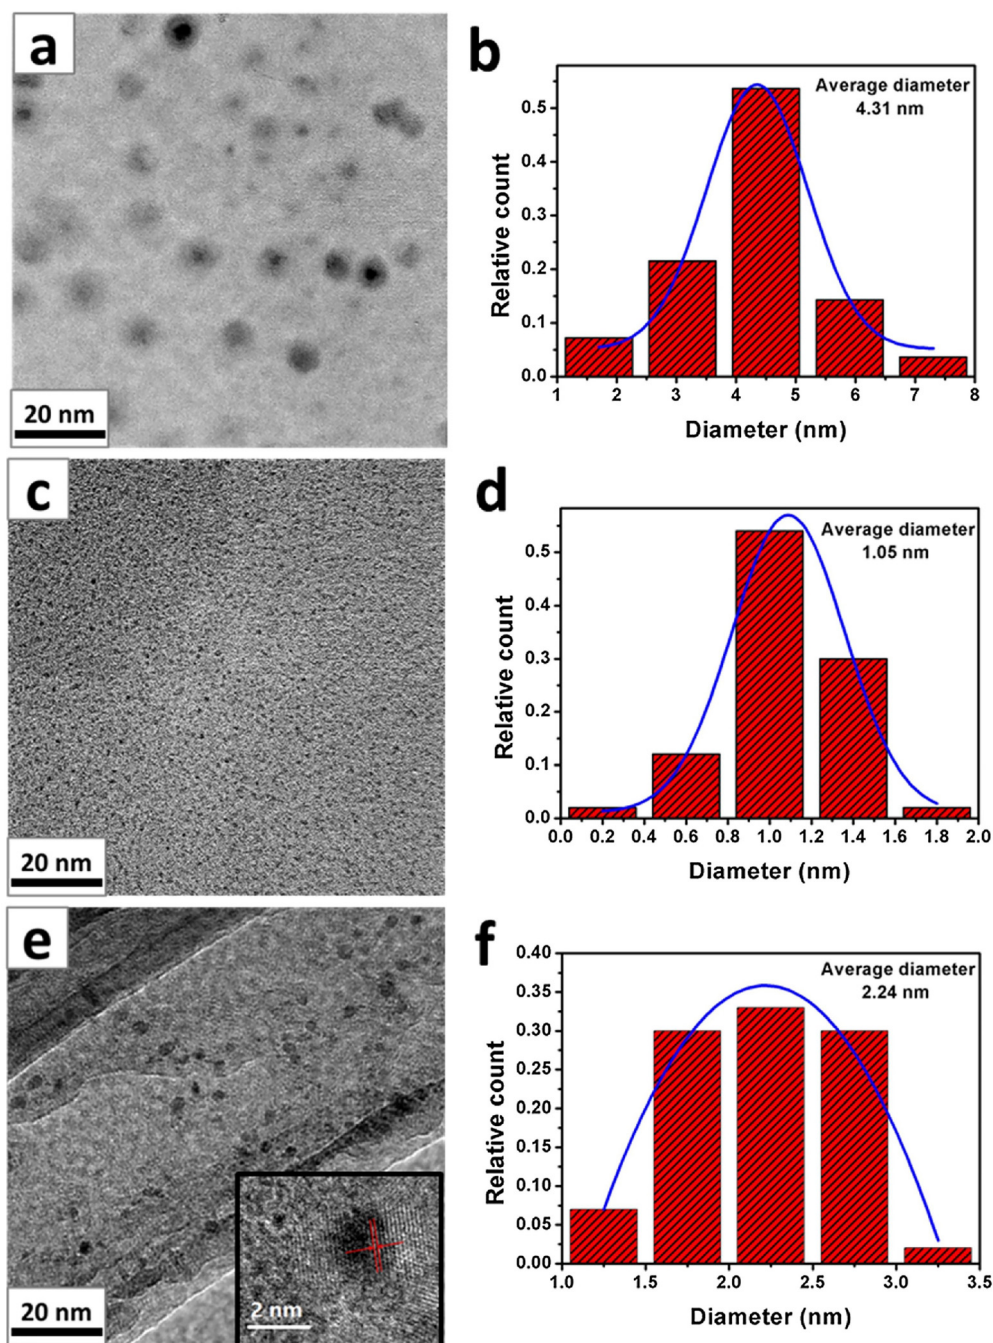 a
20 nm
b
Average diameter
4.31 nm
Relative count
0.5
0.4
0.3
0.2
0.1
0.0
1 2 3 4 5 6 7 8
Diameter (nm)
c
20 nm
d
Average diameter
1.05 nm
Relative count
0.5
0.4
0.3
0.2
0.1
0.0
0.0 0.2 0.4 0.6 0.8 1.0 1.2 1.4 1.6 1.8 2.0
Diameter (nm)
e
20 nm
2 nm
f
Average diameter
2.24 nm
Relative count
0.40
0.35
0.30
0.25
0.20
0.15
0.10
0.05
0.00
1.0 1.5 2.0 2.5 3.0 3.5
Diameter (nm)